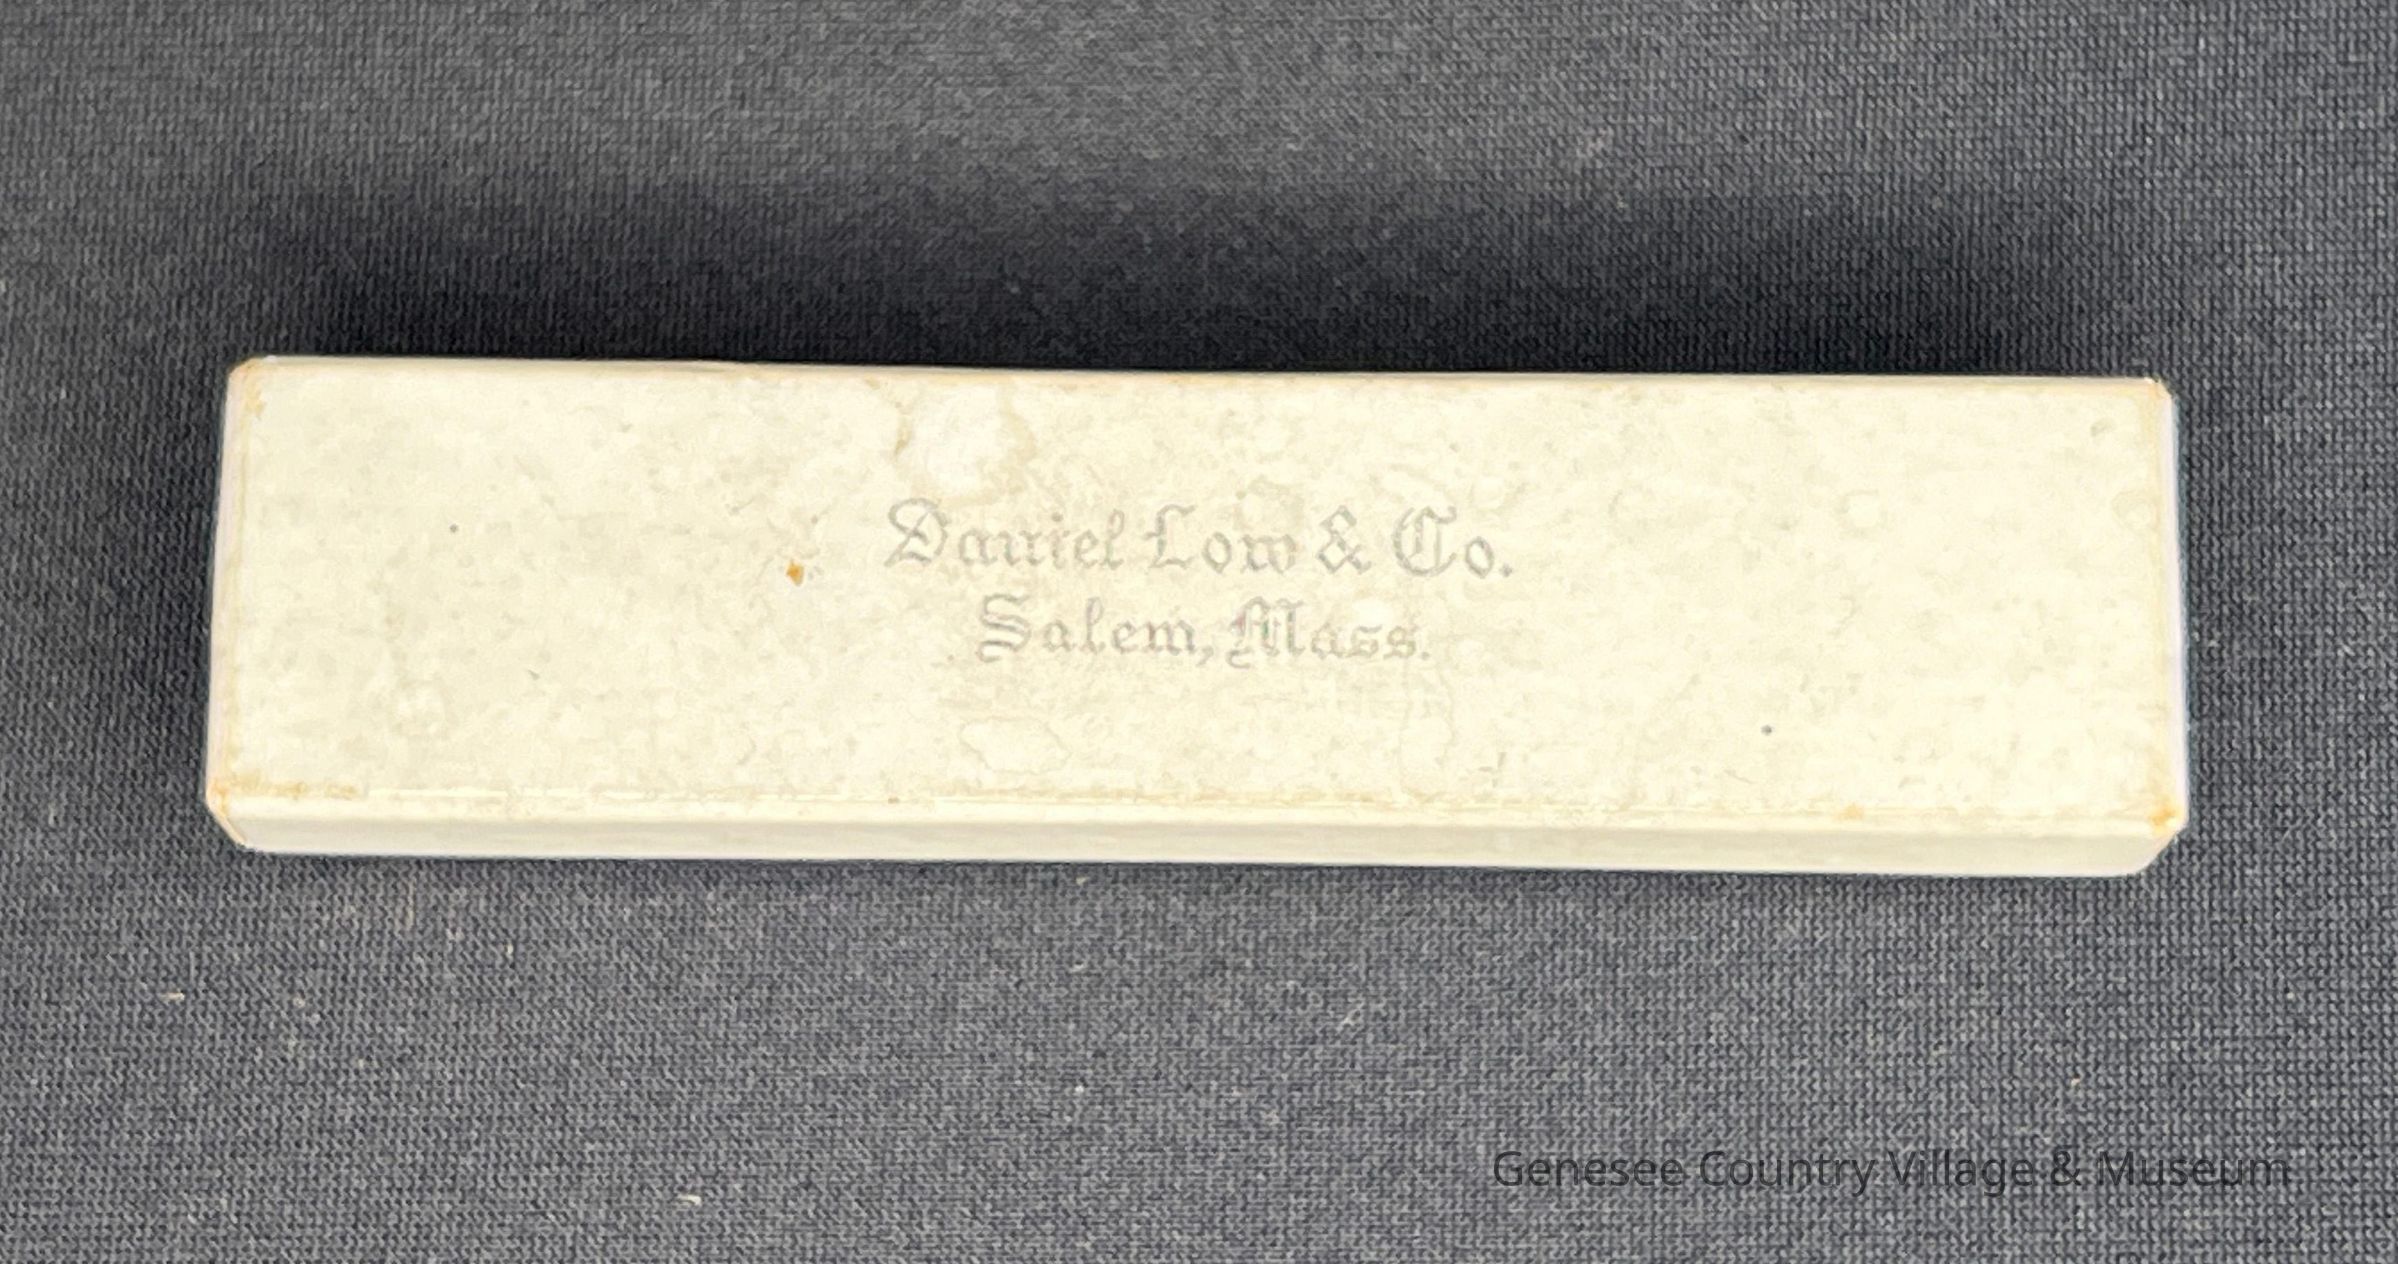 Daniel Low & Co.
Salem, Mass.
Genesee Country Village & Museum